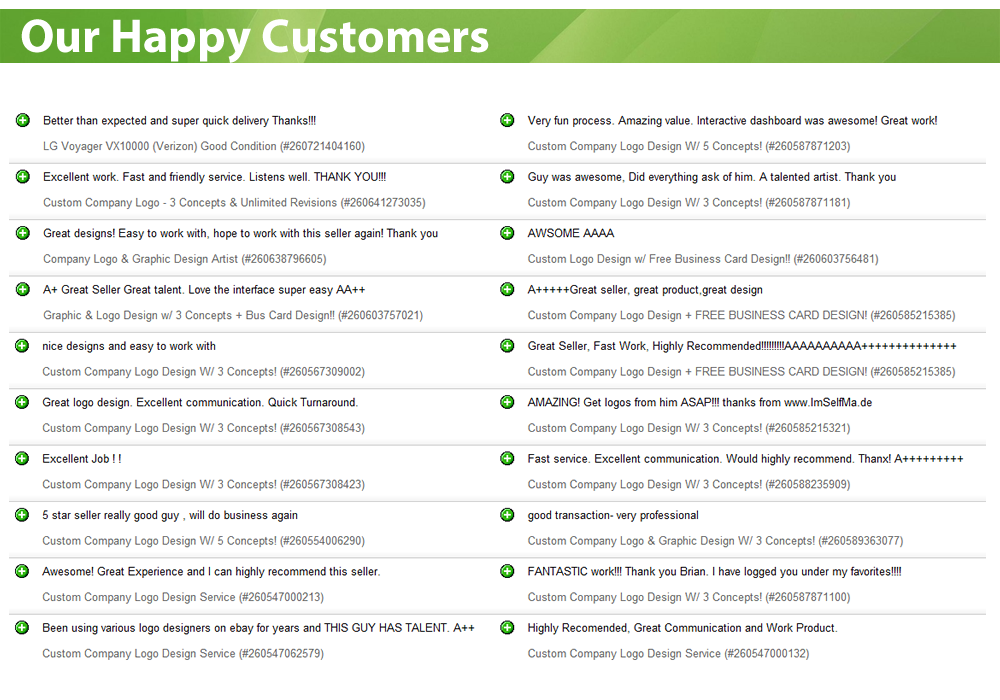 Our Happy Customers
Better than expected and super quick delivery Thanks!!!
LG Voyager VX10000 (Verizon) Good Condition (#260721404160)
Excellent work. Fast and friendly service. Listens well. THANK YOU!!!
Custom Company Logo - 3 Concepts & Unlimited Revisions (#260641273035)
Great designs! Easy to work with, hope to work with this seller again! Thank you
Company Logo & Graphic Design Artist (#260638796605)
A+ Great Seller Great talent. Love the interface super easy AA++
Graphic & Logo Design w/ 3 Concepts + Bus Card Design!! (#260603757021)
nice designs and easy to work with
Custom Company Logo Design W/ 3 Concepts! (#260567309002)
Great logo design. Excellent communication. Quick Turnaround.
Custom Company Logo Design W/ 3 Concepts! (#260567308543)
Excellent Job ! !
Custom Company Logo Design W/ 3 Concepts! (#260567308423)
5 star seller really good guy , will do business again
Custom Company Logo Design W/ 5 Concepts! (#260554006290)
Awesome! Great Experience and I can highly recommend this seller.
Custom Company Logo Design Service (#260547000213)
Been using various logo designers on ebay for years and THIS GUY HAS TALENT. A++
Custom Company Logo Design Service (#260547062579)
Very fun process. Amazing value. Interactive dashboard was awesome! Great work!
Custom Company Logo Design W/ 5 Concepts! (#260587871203)
Guy was awesome, Did everything ask of him. A talented artist. Thank you
Custom Company Logo Design W/ 3 Concepts! (#260587871181)
AWSOME AAAA
Custom Logo Design w/ Free Business Card Design!! (#260603756481)
A+++++Great seller, great product,great design
Custom Company Logo Design + FREE BUSINESS CARD DESIGN! (#260585215385)
Great Seller, Fast Work, Highly Recommended!!!!!!!!!AAAAAAAAAA++++++++++++++
Custom Company Logo Design + FREE BUSINESS CARD DESIGN! (#260585215385)
AMAZING! Get logos from him ASAP!!! thanks from www.ImSelfMa.de
Custom Company Logo Design W/ 3 Concepts! (#260585215321)
Fast service. Excellent communication. Would highly recommend. Thanx! A+++++++++
Custom Company Logo Design W/ 3 Concepts! (#260588235909)
good transaction- very professional
Custom Company Logo & Graphic Design W/ 3 Concepts! (#260589363077)
FANTASTIC work!!! Thank you Brian. I have logged you under my favorites!!!!
Custom Company Logo Design W/ 3 Concepts! (#260587871100)
Highly Recomended, Great Communication and Work Product.
Custom Company Logo Design Service (#260547000132)